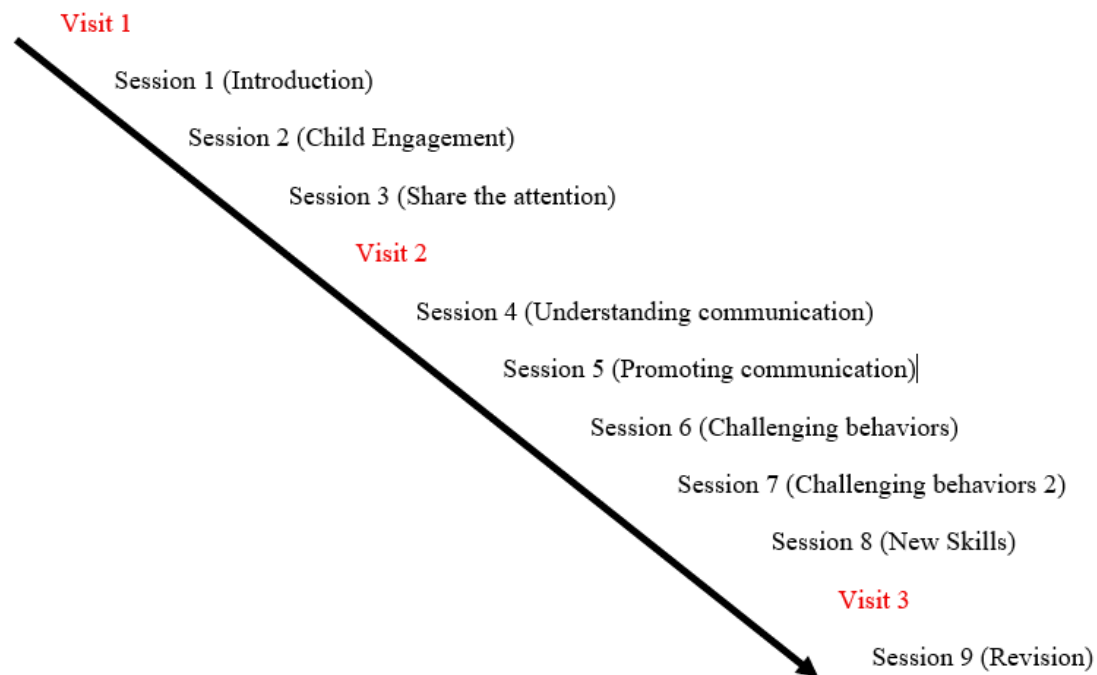 Visit 1
Session 1 (Introduction)
Session 2 (Child Engagement)
Session 3 (Share the attention)
Visit 2
Session 4 (Understanding communication)
Session 5 (Promoting communication)
Session 6 (Challenging behaviors)
Session 7 (Challenging behaviors 2)
Session 8 (New Skills)
Visit 3
Session 9 (Revision)